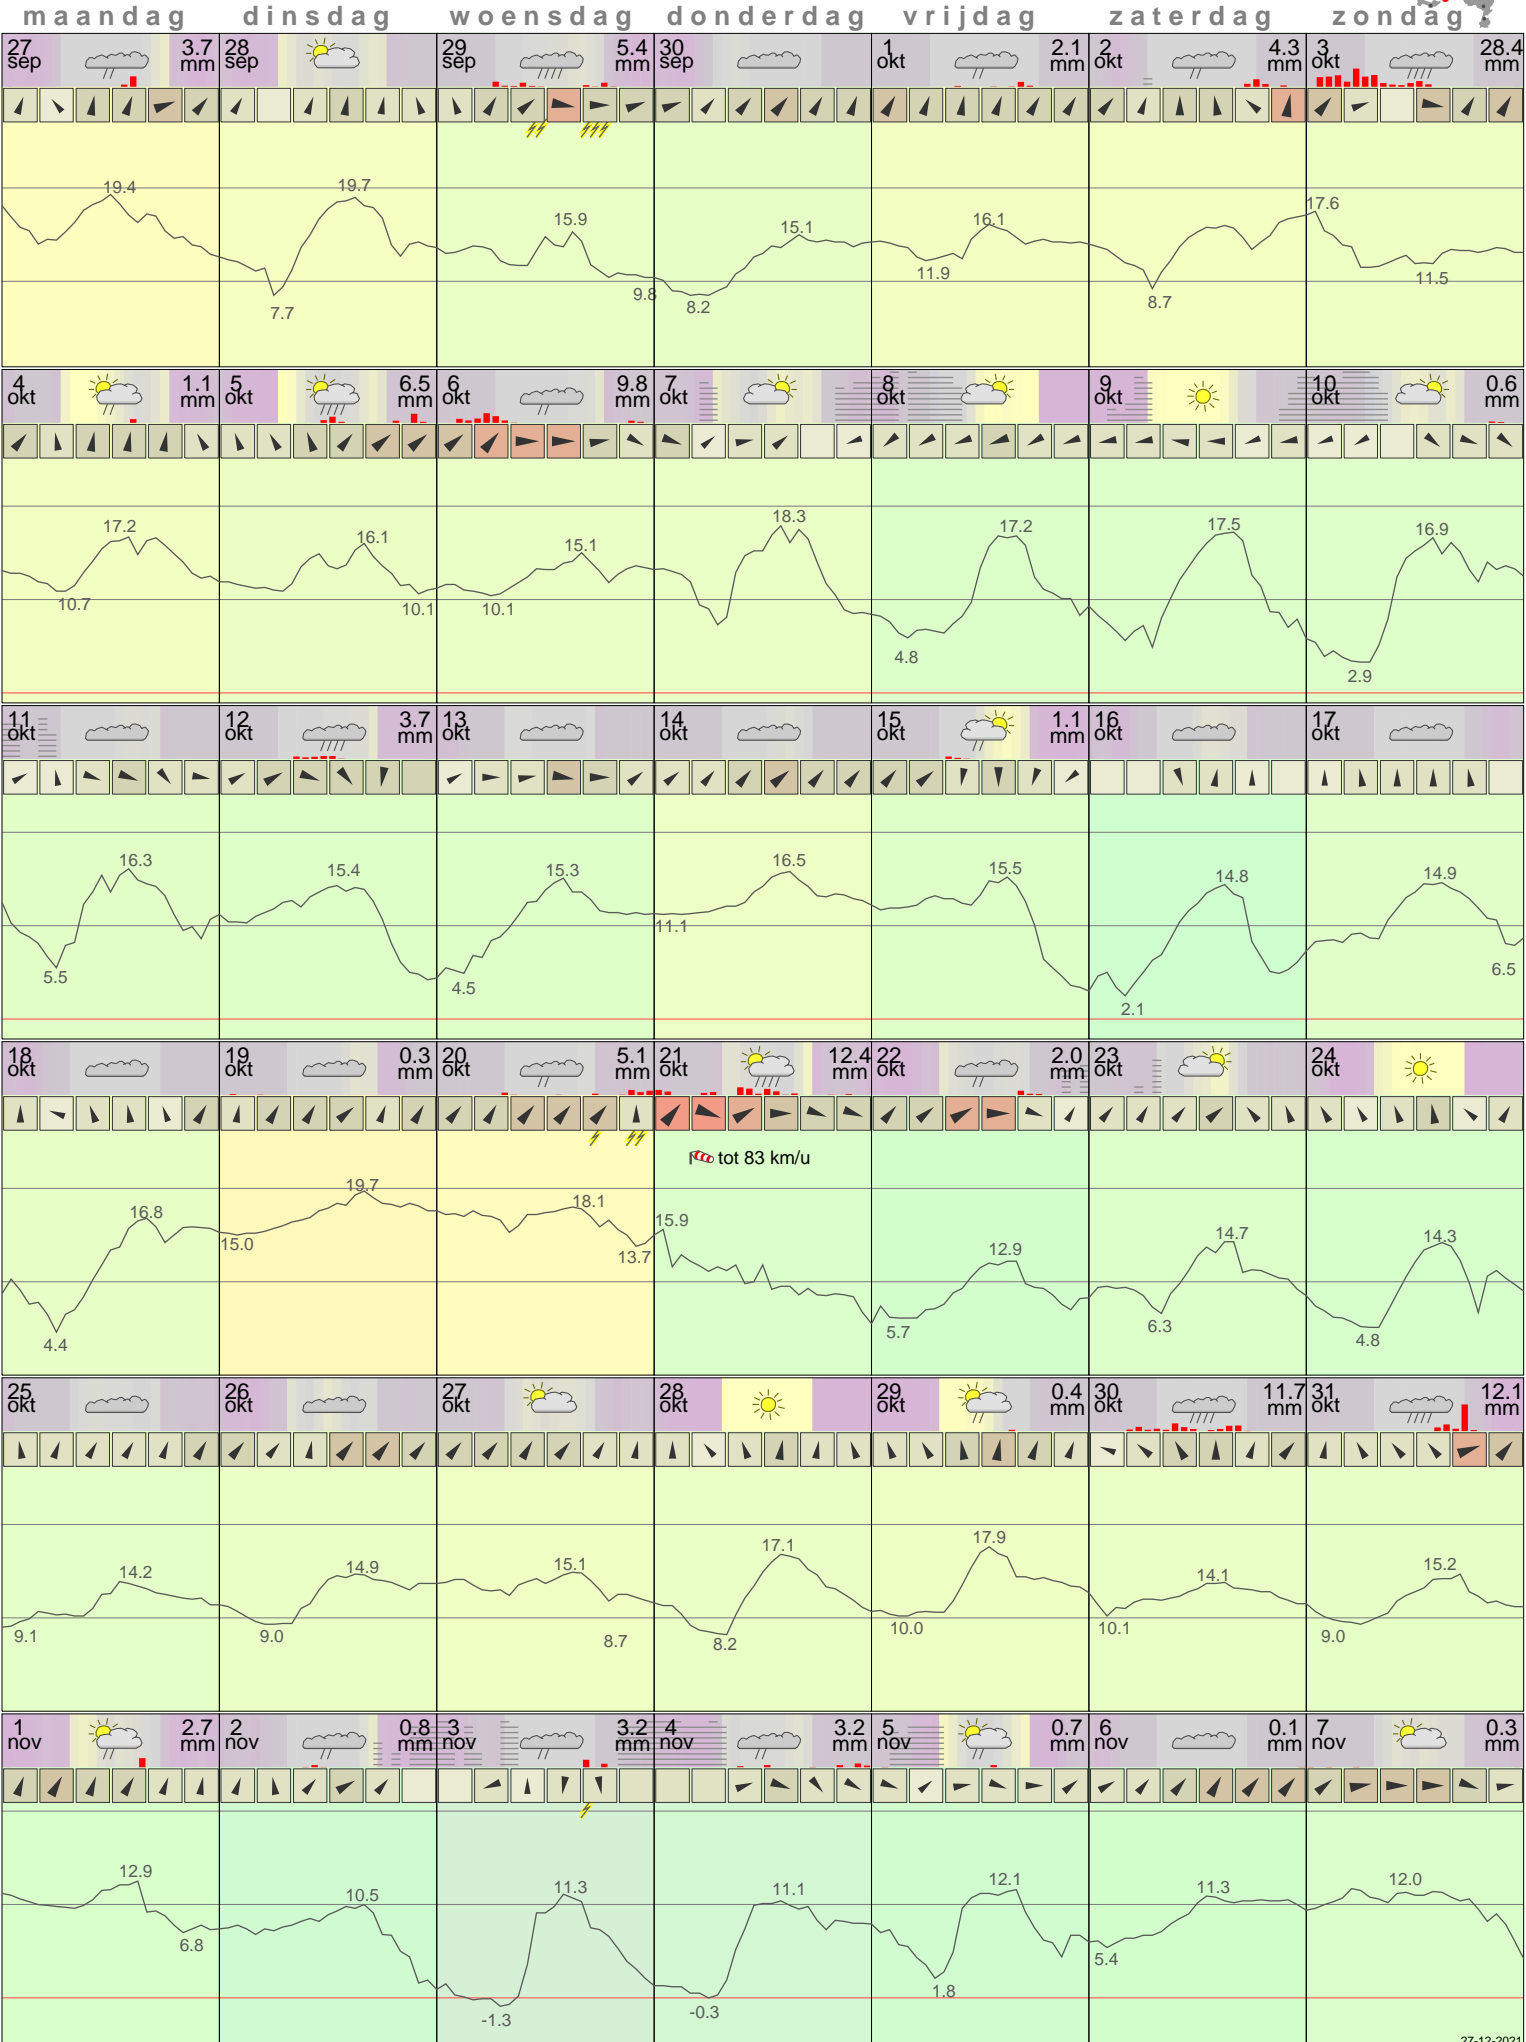 maandag dinsdag woensdag donderdag vrijdag zaterdag zondag
27 sep 3.7 mm 28 sep 29 sep 5.4 mm 30 sep 1 okt 2.1 mm 2 okt 4.3 mm 3 okt 28.4 mm
19.4 19.7 15.9 15.1 16.1 17.6
7.7 9.8 8.2 11.9 8.7 11.5
4 okt 1.1 mm 5 okt 6.5 mm 6 okt 9.8 mm 7 okt 8 okt 9 okt 10 okt 0.6 mm
17.2 16.1 15.1 18.3 17.2 17.5 16.9
10.7 10.1 10.1 4.8 2.9
11 okt 12 okt 3.7 mm 13 okt 14 okt 15 okt 1.1 mm 16 okt 17 okt
16.3 15.4 15.3 16.5 15.5 14.8 14.9
5.5 4.5 11.1 2.1 6.5
18 okt 19 okt 0.3 mm 20 okt 5.1 mm 21 okt 12.4 mm 22 okt 2.0 mm 23 okt 24 okt
tot 83 km/u
16.8 19.7 18.1 15.9 12.9 14.7 14.3
4.4 15.0 13.7 5.7 6.3 4.8
25 okt 26 okt 27 okt 28 okt 29 okt 0.4 mm 30 okt 11.7 mm 31 okt 12.1 mm
14.2 14.9 15.1 17.1 17.9 14.1 15.2
9.1 9.0 8.7 8.2 10.0 10.1 9.0
1 nov 2.7 mm 2 nov 0.8 mm 3 nov 3.2 mm 4 nov 3.2 mm 5 nov 0.7 mm 6 nov 0.1 mm 7 nov 0.3 mm
12.9 10.5 11.3 11.1 12.1 11.3 12.0
6.8 -1.3 -0.3 1.8 5.4
27-12-2021